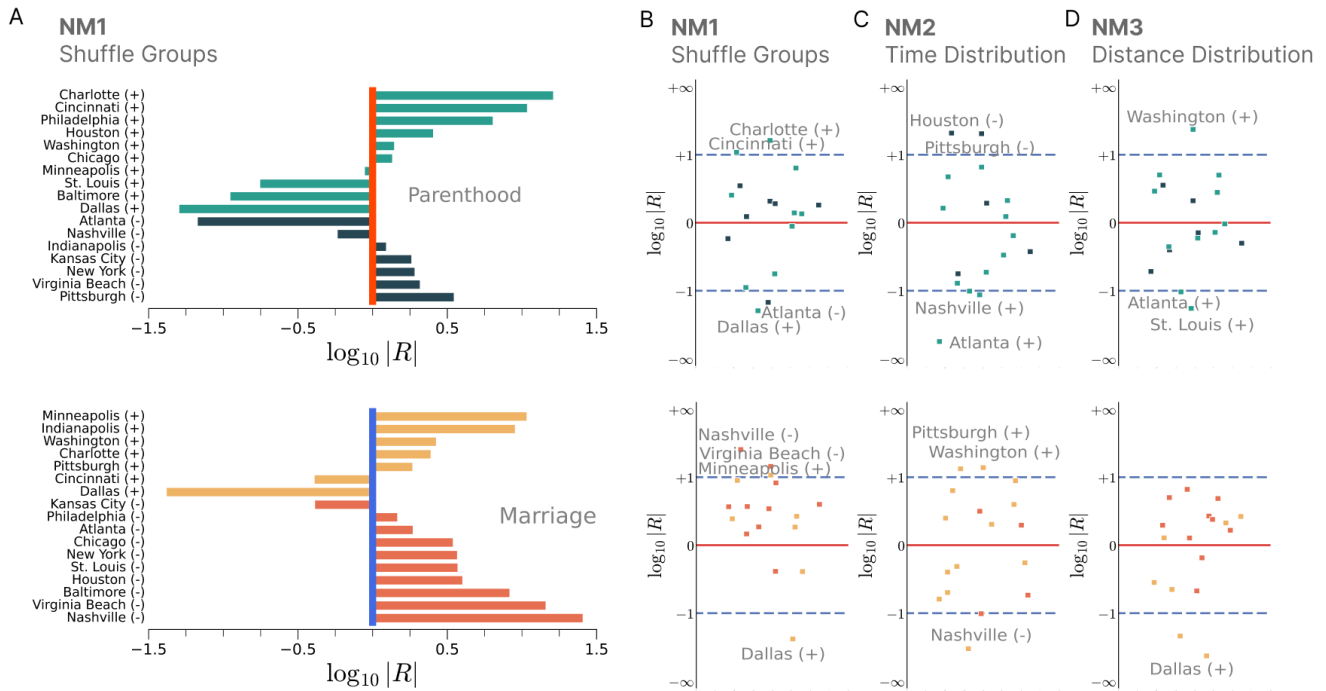 A
NM1
Shuffle Groups
Charlotte (+)
Cincinnati (+)
Philadelphia (+)
Houston (+)
Washington (+)
Chicago (+)
Minneapolis (+)
St. Louis (+)
Baltimore (+)
Dallas (+)
Atlanta (-)
Nashville (-)
Indianapolis (-)
Kansas City (-)
New York (-)
Virginia Beach (-)
Pittsburgh (-)
Parenthood
−1.5 −0.5 0.5 1.5
log₁₀ |R|
Minneapolis (+)
Indianapolis (+)
Washington (+)
Charlotte (+)
Pittsburgh (+)
Cincinnati (+)
Dallas (+)
Kansas City (-)
Philadelphia (-)
Atlanta (-)
Chicago (-)
New York (-)
St. Louis (-)
Houston (-)
Baltimore (-)
Virginia Beach (-)
Nashville (-)
Marriage
−1.5 −0.5 0.5 1.5
log₁₀ |R|
B
NM1
Shuffle Groups
+∞
Charlotte (+)
Cincinnati (+)
+1
log₁₀ |R|
0
−1
Atlanta (-)
Dallas (+)
−∞
+∞
Nashville (-)
Virginia Beach (-)
Minneapolis (+)
+1
log₁₀ |R|
0
−1
Dallas (+)
−∞
C
NM2
Time Distribution
+∞
Houston (-)
Pittsburgh (-)
+1
log₁₀ |R|
0
−1
Nashville (+)
Atlanta (+)
−∞
+∞
Pittsburgh (+)
Washington (+)
+1
log₁₀ |R|
0
−1
Nashville (-)
−∞
D
NM3
Distance Distribution
+∞
Washington (+)
+1
log₁₀ |R|
0
−1
Atlanta (+)
St. Louis (+)
−∞
+∞
+1
log₁₀ |R|
0
−1
Dallas (+)
−∞